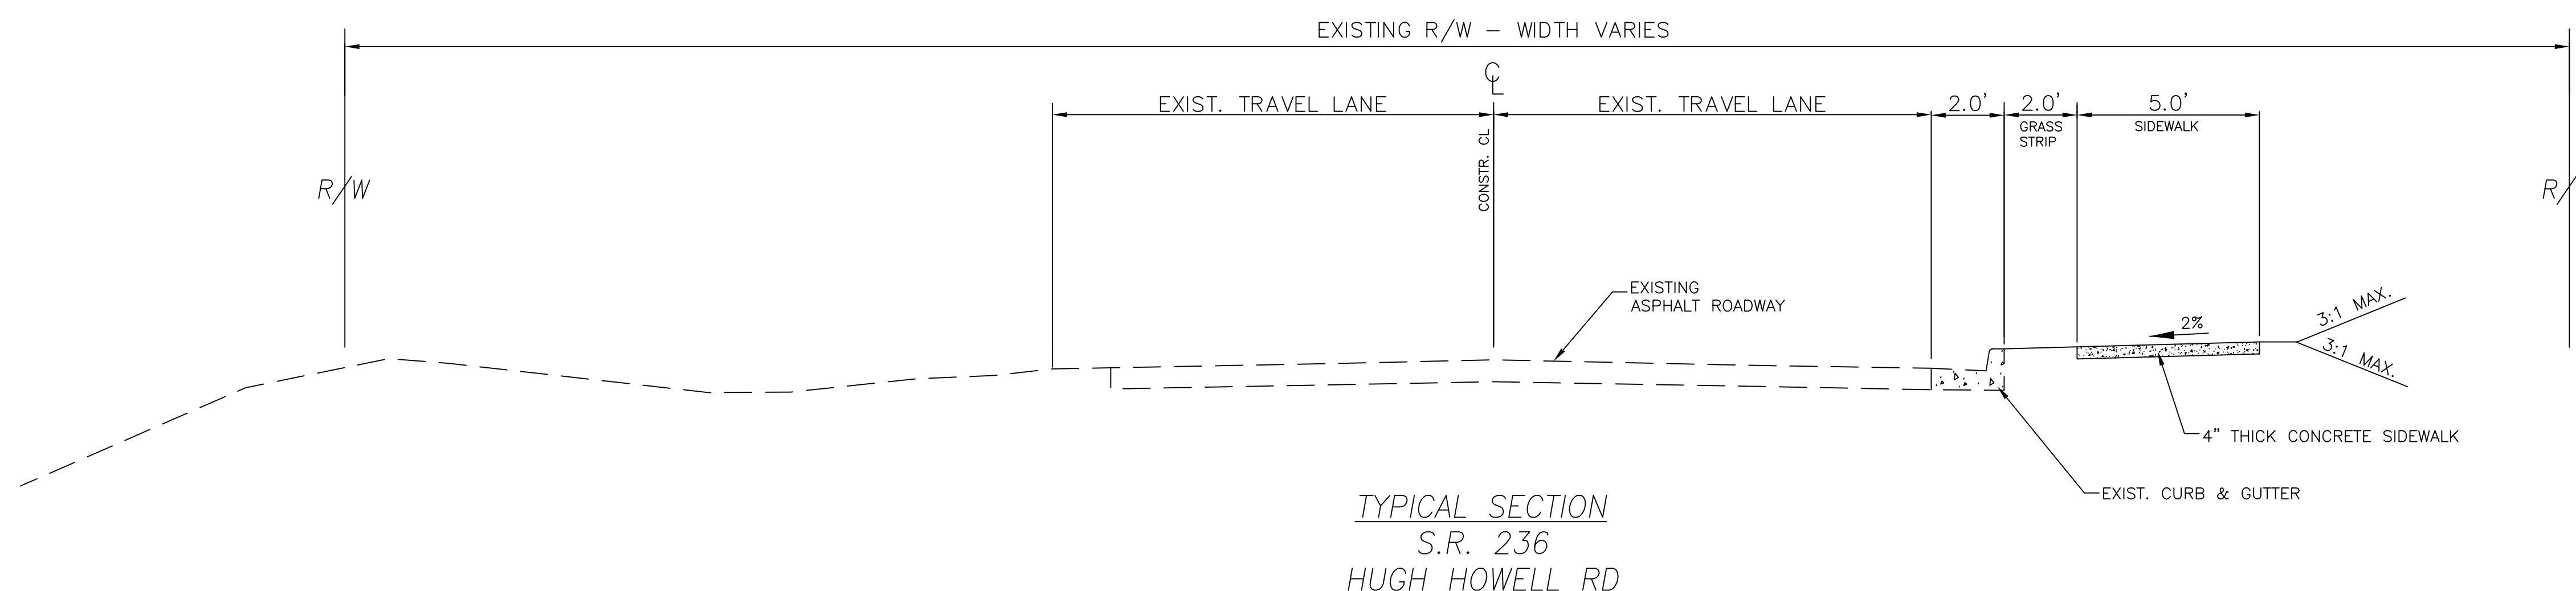 EXISTING R/W - WIDTH VARIES
CL
EXIST. TRAVEL LANE
EXIST. TRAVEL LANE
2.0'
2.0'
5.0'
GRASS
STRIP
SIDEWALK
CONSTR. CL
R/W
R/
EXISTING
ASPHALT ROADWAY
2%
3:1 MAX.
3:1 MAX.
4" THICK CONCRETE SIDEWALK
EXIST. CURB & GUTTER
TYPICAL SECTION
S.R. 236
HUGH HOWELL RD